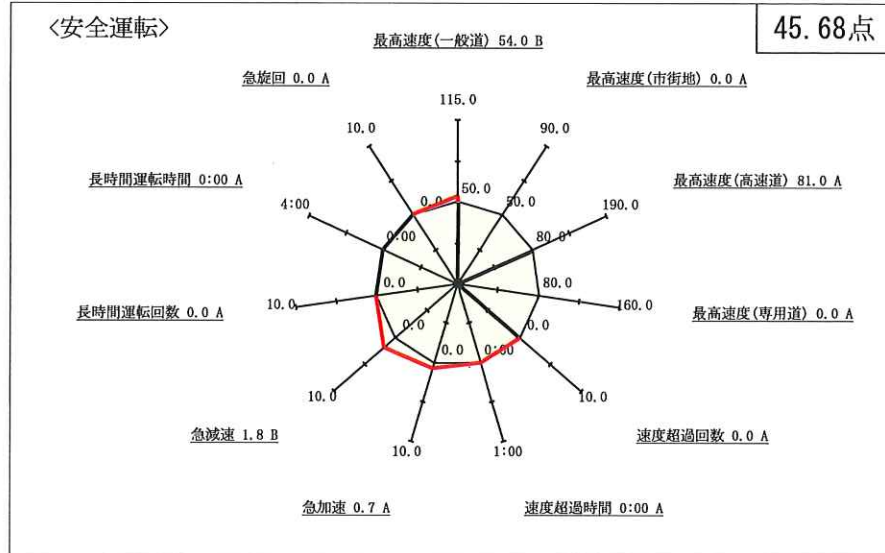 <安全運転>
45.68点
最高速度(一般道) 54.0 B
急旋回 0.0 A
最高速度(市街地) 0.0 A
115.0
10.0
90.0
長時間運転時間 0:00 A
最高速度(高速道) 81.0 A
4:00
0.0
50.0
50.0
190.0
0:00
80.0
長時間運転回数 0.0 A
10.0
0.0
80.0
160.0
最高速度(専用道) 0.0 A
0.0
0.0
0.0
0:00
10.0
10.0
急減速 1.8 B
10.0
1:00
速度超過回数 0.0 A
急加速 0.7 A
速度超過時間 0:00 A